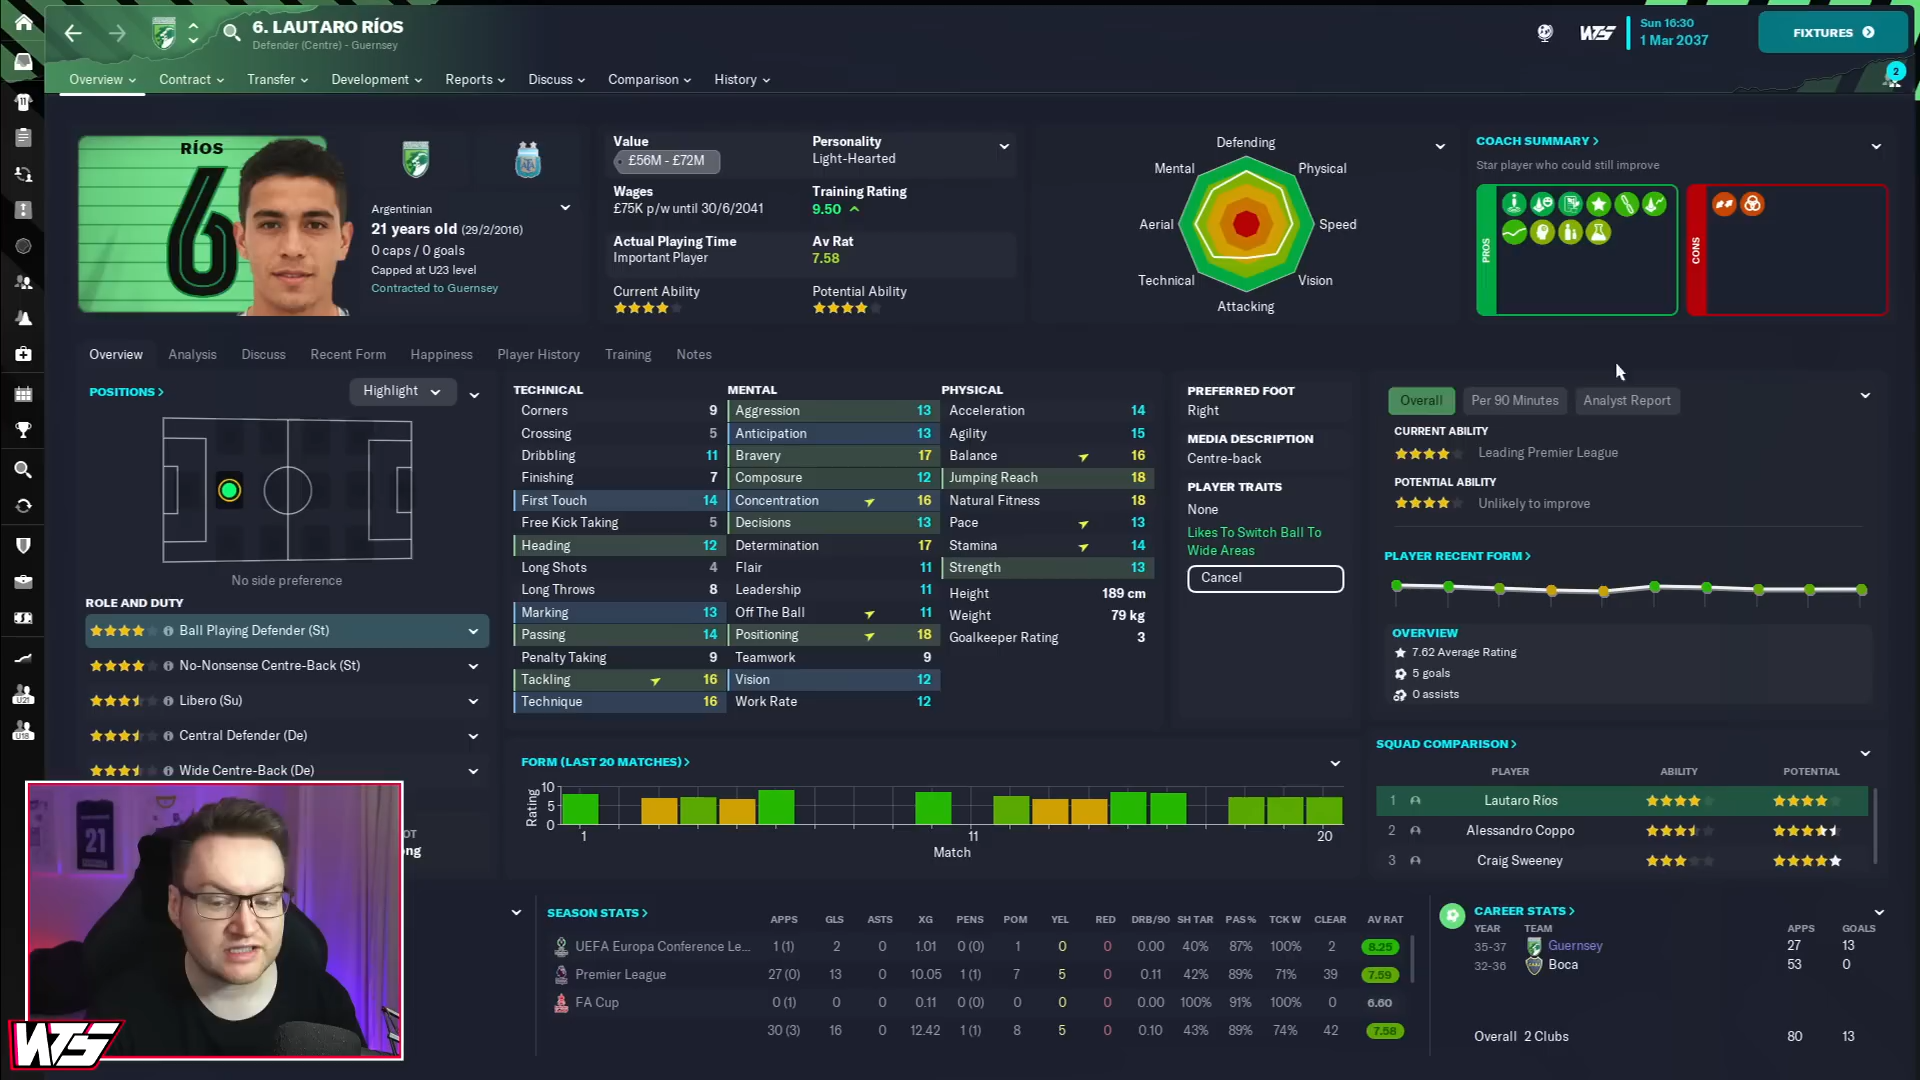 6. LAUTARO RÍOS
Defender (Centre) - Guernsey
WTS
Sun 16:30
1 Mar 2037
FIXTURES
2
Overview
Contract
Transfer
Development
Reports
Discuss
Comparison
History
RÍOS
6
Argentinian
21 years old (29/2/2016)
0 caps / 0 goals
Capped at U23 level
Contracted to Guernsey
Value
£56M - £72M
Personality
Light-Hearted
Wages
£75K p/w until 30/6/2041
Training Rating
9.50
Actual Playing Time
Important Player
Av Rat
7.58
Current Ability
Potential Ability
Defending
Mental
Physical
Aerial
Speed
Technical
Vision
Attacking
COACH SUMMARY
Star player who could still improve
PROS
CONS
Overview
Analysis
Discuss
Recent Form
Happiness
Player History
Training
Notes
POSITIONS
Highlight
No side preference
ROLE AND DUTY
Ball Playing Defender (St)
No-Nonsense Centre-Back (St)
Libero (Su)
Central Defender (De)
Wide Centre-Back (De)
TECHNICAL
Corners 9
Crossing 5
Dribbling 11
Finishing 7
First Touch 14
Free Kick Taking 5
Heading 12
Long Shots 4
Long Throws 8
Marking 13
Passing 14
Penalty Taking 9
Tackling 16
Technique 16
MENTAL
Aggression 13
Anticipation 13
Bravery 17
Composure 12
Concentration 16
Decisions 13
Determination 17
Flair 11
Leadership 11
Off The Ball 11
Positioning 18
Teamwork 9
Vision 12
Work Rate 12
PHYSICAL
Acceleration 14
Agility 15
Balance 16
Jumping Reach 18
Natural Fitness 18
Pace 13
Stamina 14
Strength 13
Height 189 cm
Weight 79 kg
Goalkeeper Rating 3
PREFERRED FOOT
Right
MEDIA DESCRIPTION
Centre-back
PLAYER TRAITS
None
Likes To Switch Ball To
Wide Areas
Cancel
Overall
Per 90 Minutes
Analyst Report
CURRENT ABILITY
Leading Premier League
POTENTIAL ABILITY
Unlikely to improve
PLAYER RECENT FORM
OVERVIEW
7.62 Average Rating
5 goals
0 assists
FORM (LAST 20 MATCHES)
Rating
10
5
0
1
11
20
Match
SQUAD COMPARISON
PLAYER ABILITY POTENTIAL
1 Lautaro Ríos
2 Alessandro Coppo
3 Craig Sweeney
SEASON STATS
APPS GLS ASTS XG PENS POM YEL RED DRB/90 SH TAR PAS % TCK W CLEAR AV RAT
UEFA Europa Conference Le... 1 (1) 2 0 1.01 0 (0) 1 0 0 0.00 40% 87% 100% 2 8.25
Premier League 27 (0) 13 0 10.05 1 (1) 7 5 0 0.11 42% 89% 71% 39 7.59
FA Cup 0 (1) 0 0 0.11 0 (0) 0 0 0 0.00 100% 91% 100% 0 6.60
30 (3) 16 0 12.42 1 (1) 8 5 0 0.10 43% 89% 74% 42 7.58
CAREER STATS
YEAR TEAM APPS GOALS
35-37 Guernsey 27 13
32-36 Boca 53 0
Overall 2 Clubs 80 13
21
WTS
U21
U18
11